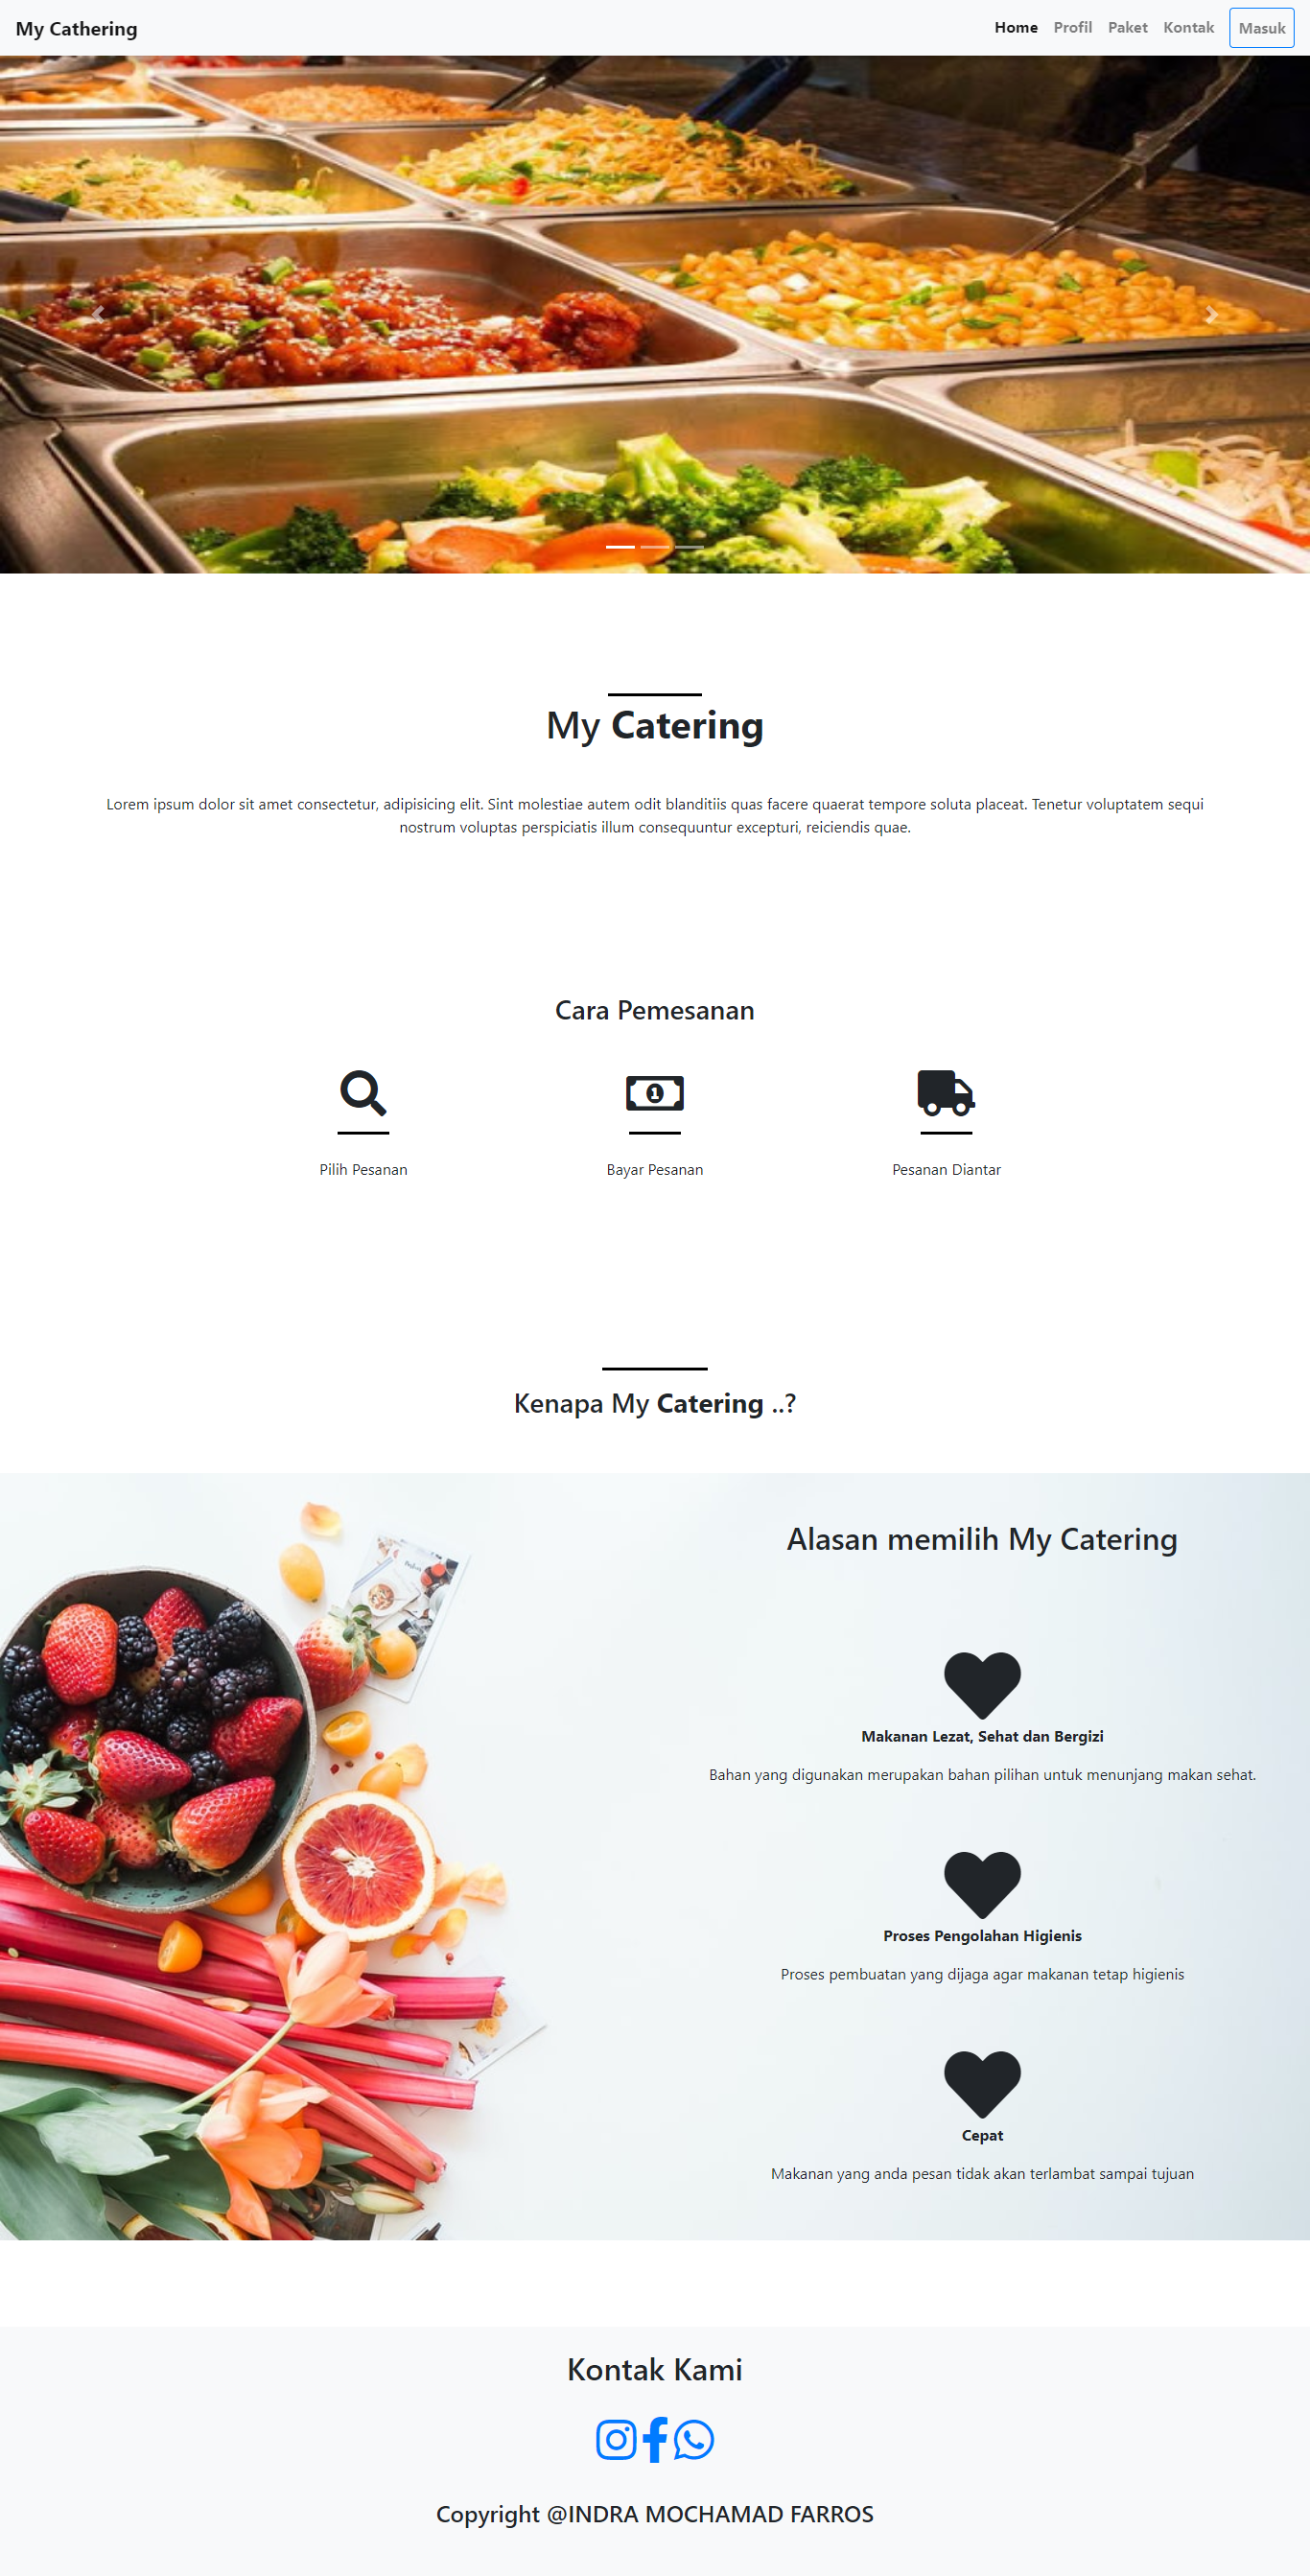 My Cathering
Home Profil Paket Kontak Masuk
My Catering
Lorem ipsum dolor sit amet consectetur, adipisicing elit. Sint molestiae autem odit blanditiis quas facere quaerat tempore soluta placeat. Tenetur voluptatem sequi
nostrum voluptas perspiciatis illum consequuntur excepturi, reiciendis quae.
Cara Pemesanan
1
Pilih Pesanan
Bayar Pesanan
Pesanan Diantar
Kenapa My Catering ..?
Alasan memilih My Catering
Makanan Lezat, Sehat dan Bergizi
Bahan yang digunakan merupakan bahan pilihan untuk menunjang makan sehat.
Proses Pengolahan Higienis
Proses pembuatan yang dijaga agar makanan tetap higienis
Cepat
Makanan yang anda pesan tidak akan terlambat sampai tujuan
Kontak Kami
Copyright @INDRA MOCHAMAD FARROS